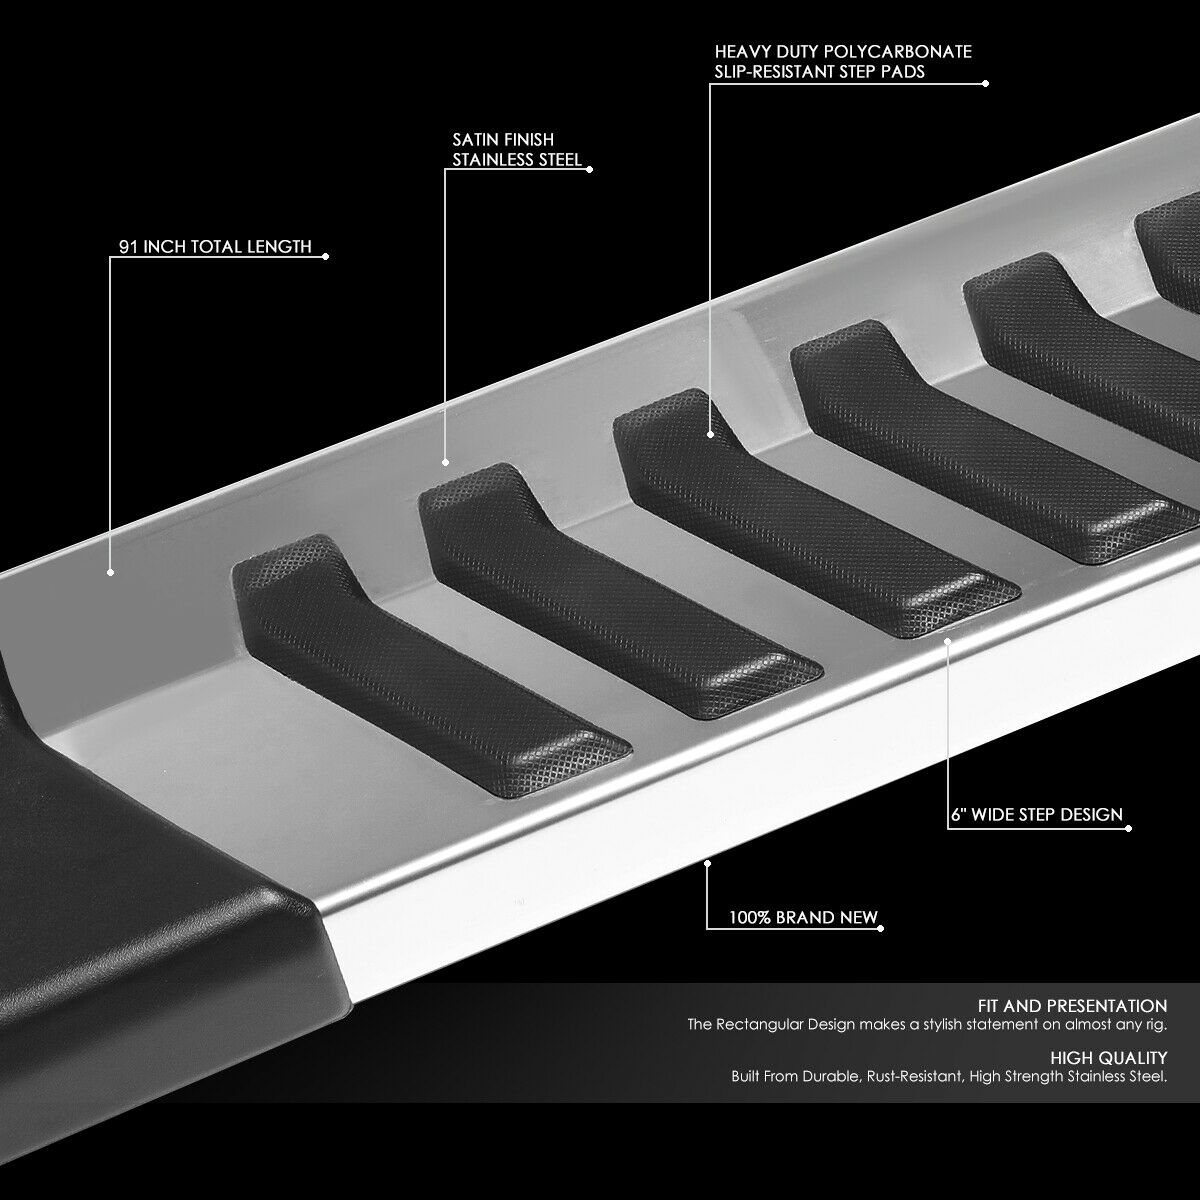 HEAVY DUTY POLYCARBONATE
SLIP-RESISTANT STEP PADS
SATIN FINISH
STAINLESS STEEL
91 INCH TOTAL LENGTH
6" WIDE STEP DESIGN
100% BRAND NEW
FIT AND PRESENTATION
The Rectangular Design makes a stylish statement on almost any rig.
HIGH QUALITY
Built From Durable, Rust-Resistant, High Strength Stainless Steel.